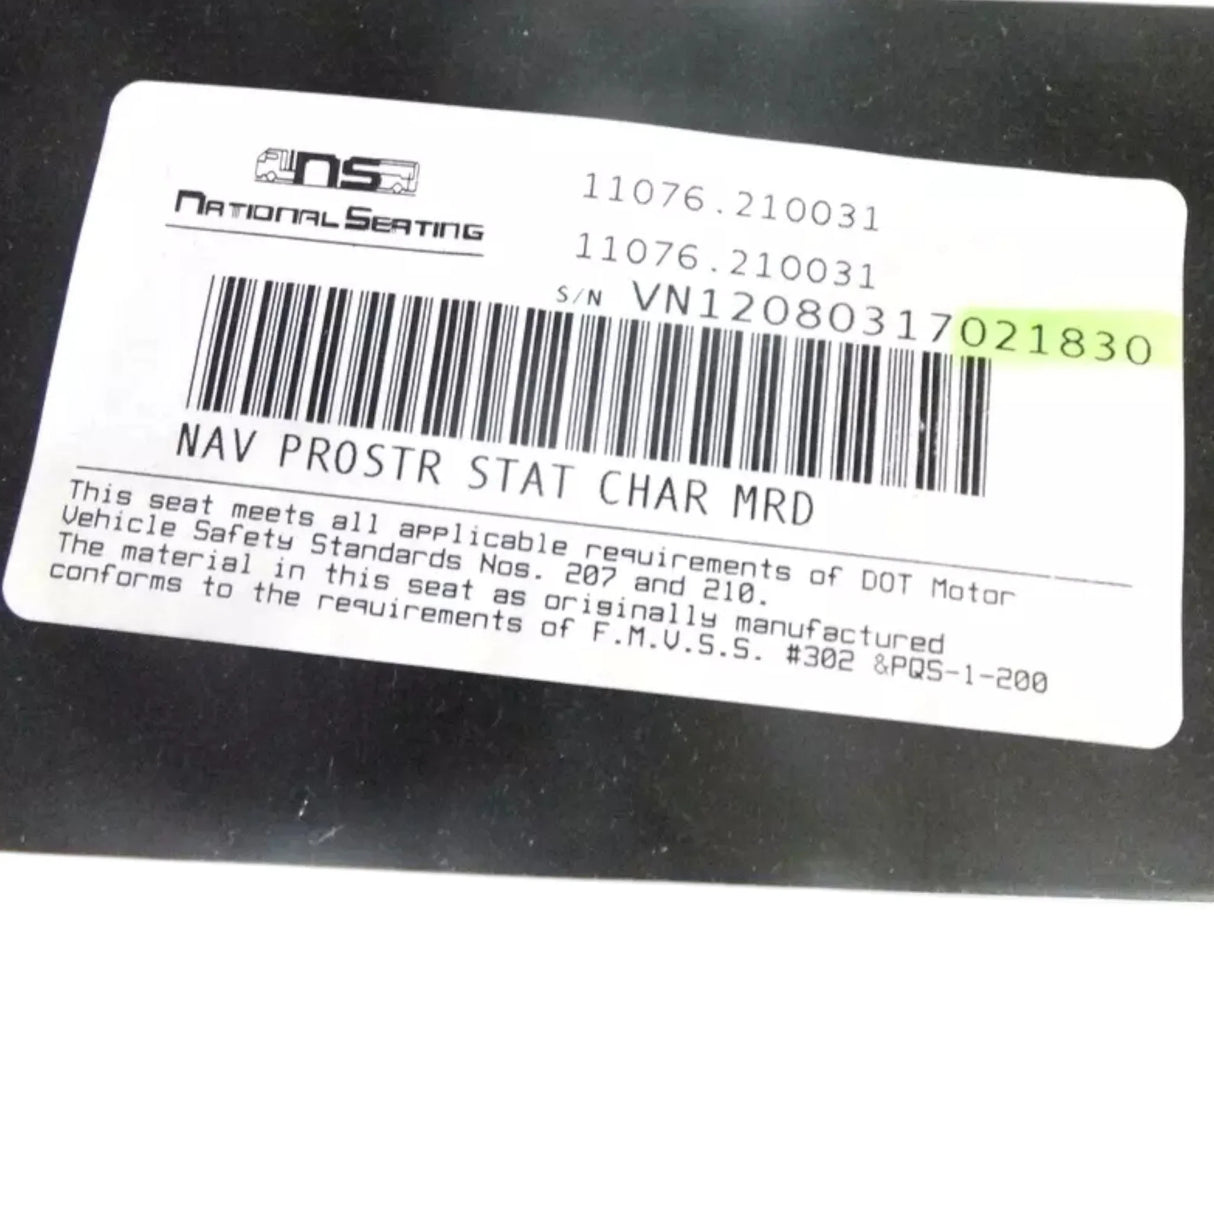 ns
NATIONAL SEATING
11076.210031
11076.210031
S/N VN12080317021830
NAV PROSTR STAT CHAR MRD
This seat meets all applicable requirements of DOT Motor
Vehicle Safety Standards Nos. 207 and 210.
The material in this seat as originally manufactured
conforms to the requirements of F.M.V.S.S. #302 &PQS-1-200